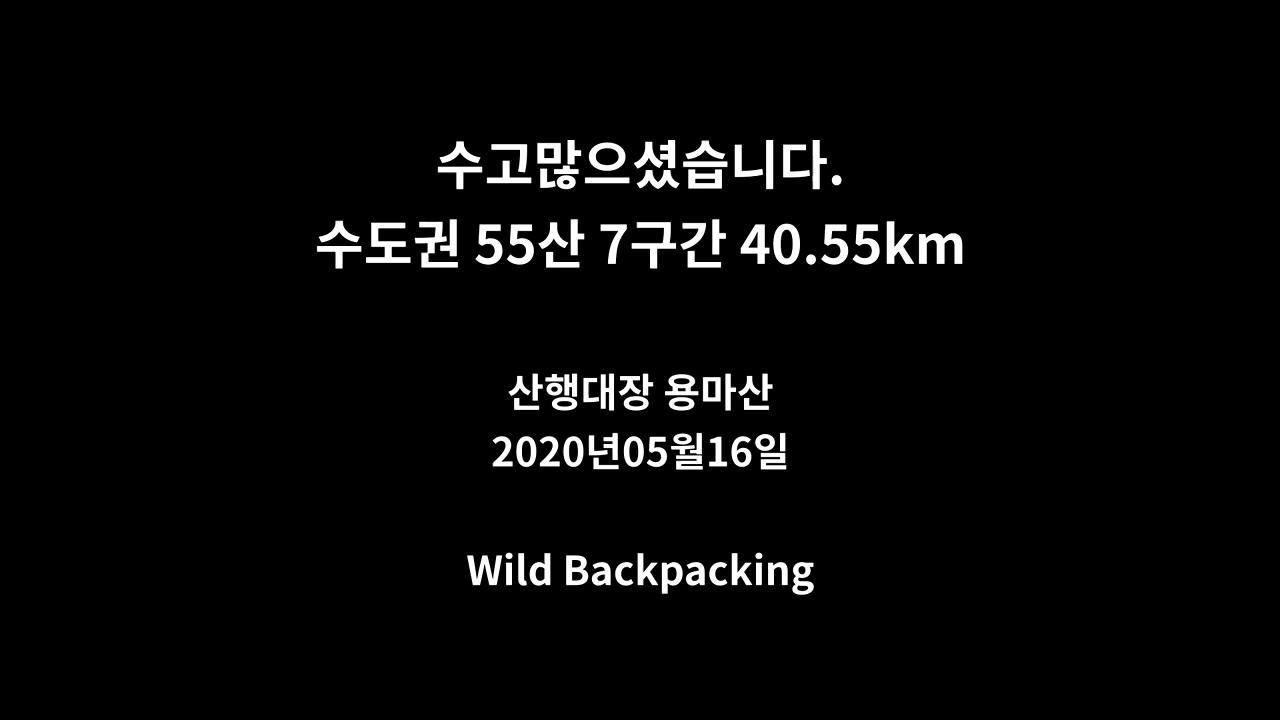 수고많으셨습니다.
수도권 55산 7구간 40.55km
산행대장 용마산
2020년05월16일
Wild Backpacking